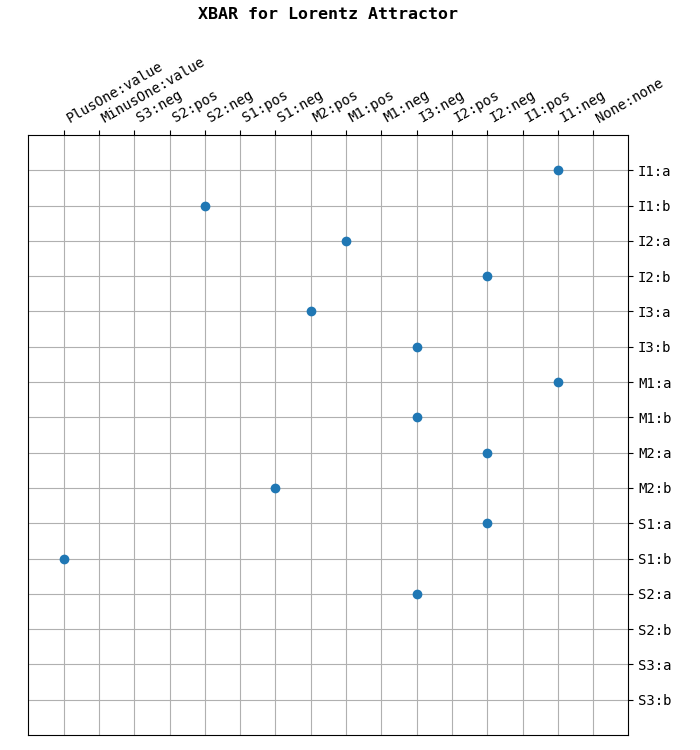 XBAR for Lorentz Attractor
PlusOne:value
MinusOne:value
S3:neg
S2:pos
S2:neg
S1:pos
S1:neg
M2:pos
M1:pos
M1:neg
I3:neg
I2:pos
I2:neg
I1:pos
I1:neg
None:none
I1:a
I1:b
I2:a
I2:b
I3:a
I3:b
M1:a
M1:b
M2:a
M2:b
S1:a
S1:b
S2:a
S2:b
S3:a
S3:b